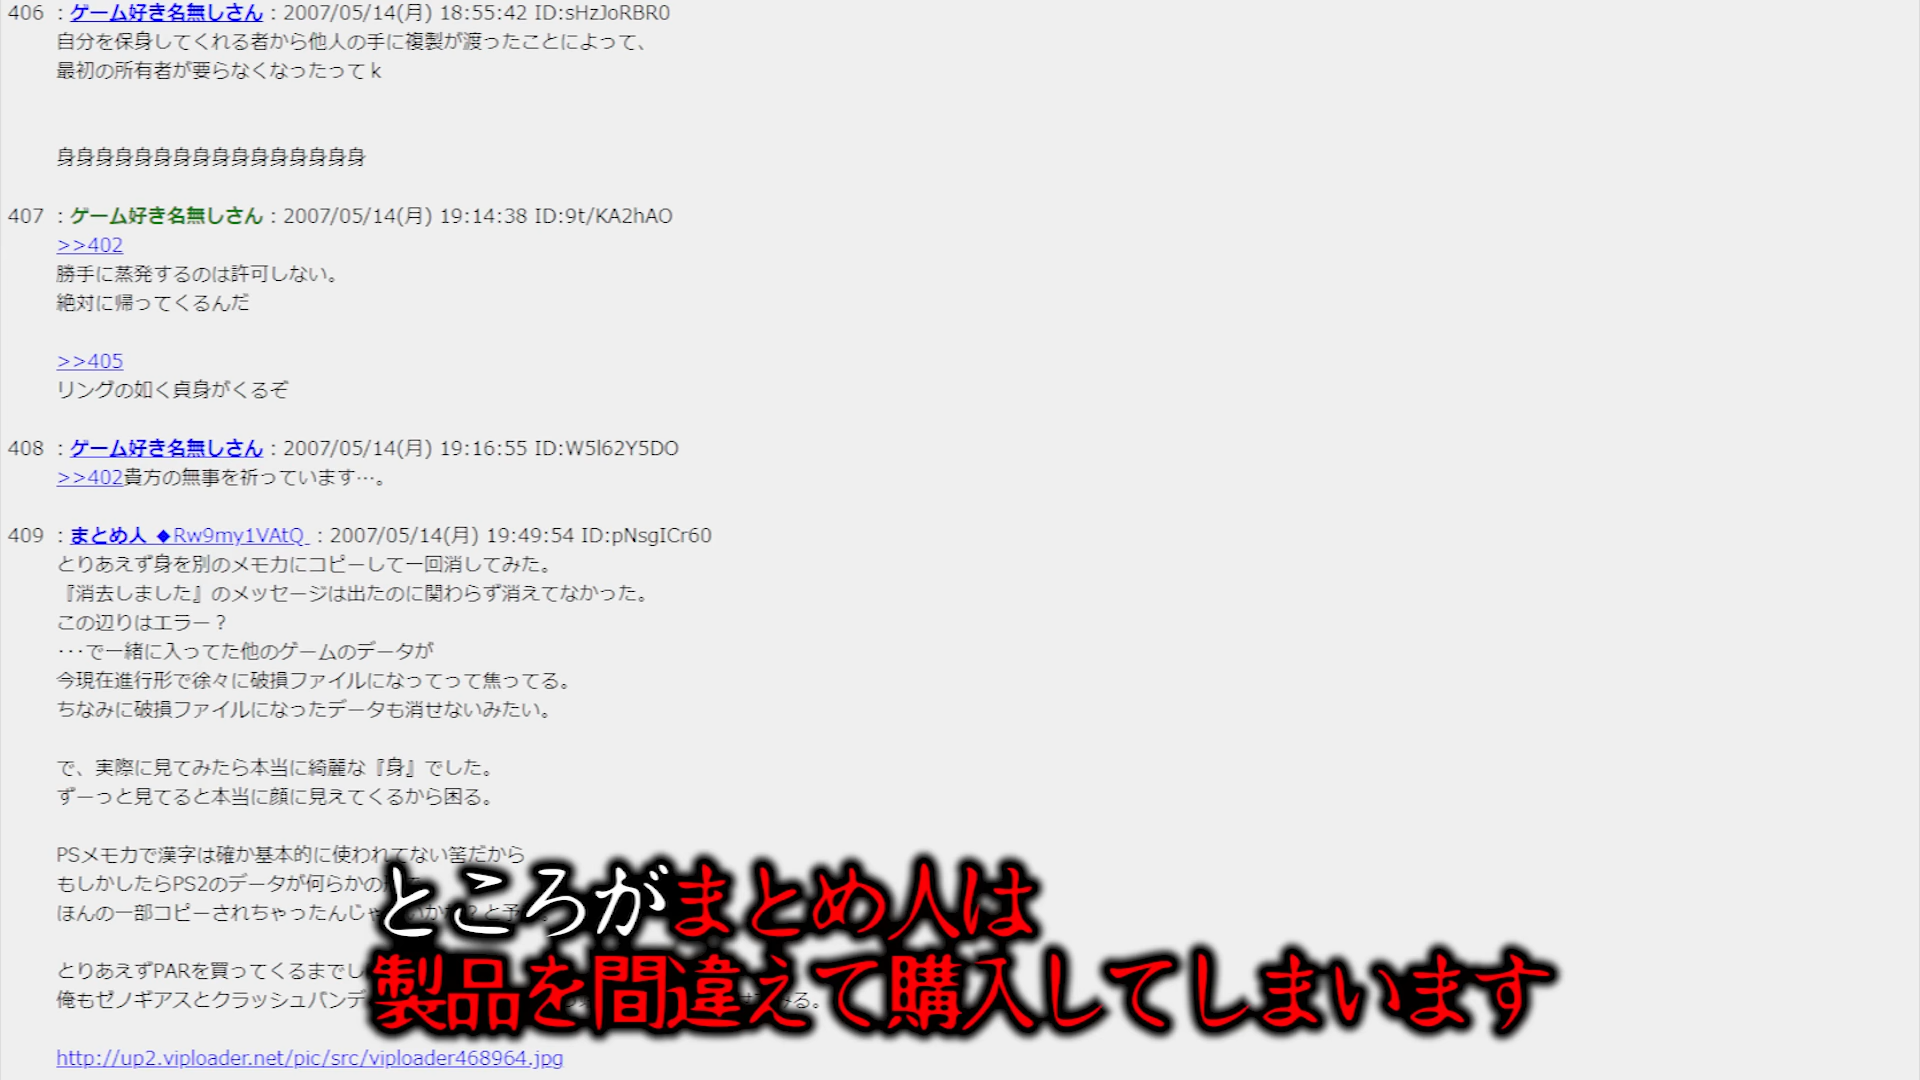 406 ：ゲーム好き名無しさん：2007/05/14(月) 18:55:42 ID:sHzJoRBR0
自分を保身してくれる者から他人の手に複製が渡ったことによって、
最初の所有者が要らなくなったってｋ
身身身身身身身身身身身身身身身身
407 ：ゲーム好き名無しさん：2007/05/14(月) 19:14:38 ID:9t/KA2hAO
>>402
勝手に蒸発するのは許可しない。
絶対に帰ってくるんだ
>>405
リングの如く貞身がくるぞ
408 ：ゲーム好き名無しさん：2007/05/14(月) 19:16:55 ID:W5l62Y5DO
>>402貴方の無事を祈っています…。
409 ：まとめ人 ◆Rw9my1VAtQ ：2007/05/14(月) 19:49:54 ID:pNsgICr60
とりあえず身を別のメモカにコピーして一回消してみた。
『消去しました』のメッセージは出たのに関わらず消えてなかった。
この辺りはエラー？
･･･で一緒に入ってた他のゲームのデータが
今現在進行形で徐々に破損ファイルになってって焦ってる。
ちなみに破損ファイルになったデータも消せないみたい。
で、実際に見てみたら本当に綺麗な『身』でした。
ずーっと見てると本当に顔に見えてくるから困る。
PSメモカで漢字は確か基本的に使われてない筈だから
もしかしたらPS2のデータが何らかの
ほんの一部コピーされちゃったんじゃ
とりあえずPARを買ってくるまでし
俺もゼノギアスとクラッシュバンデ
る。
http://up2.viploader.net/pic/src/viploader468964.jpg
ところがまとめ人は
製品を間違えて購入してしまいます